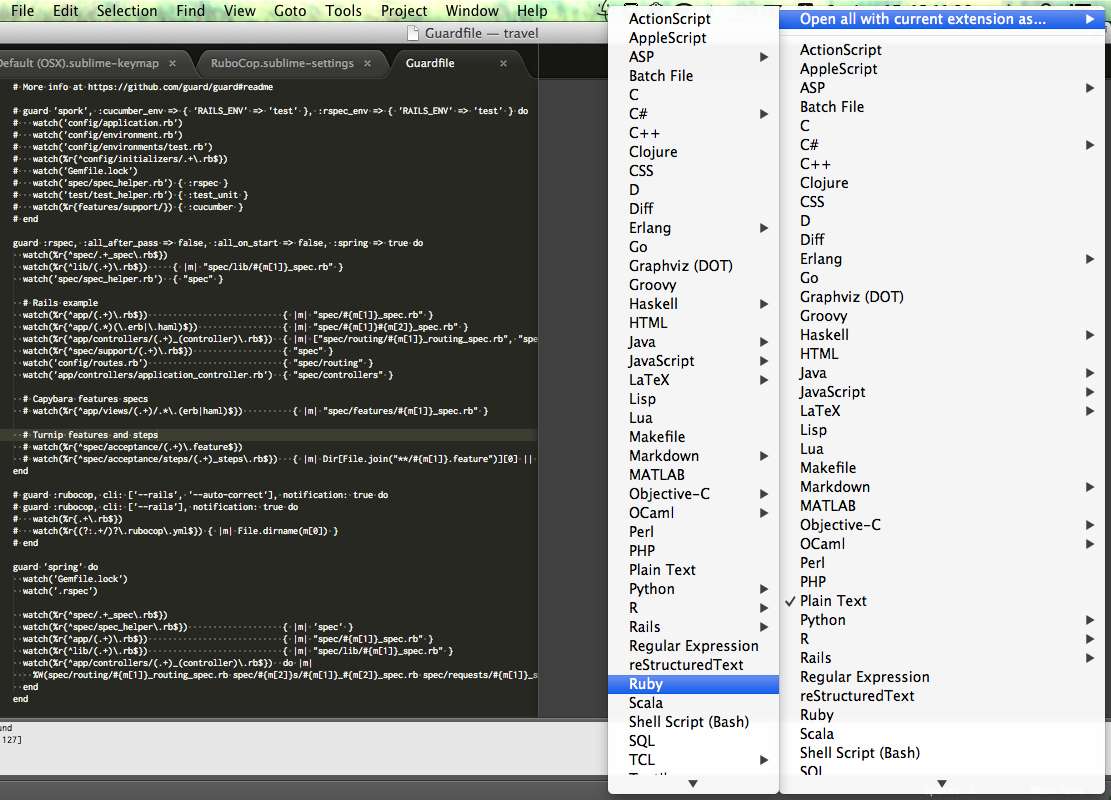 File Edit Selection Find View Goto Tools Project Window Help
Guardfile — travel
Default (OSX).sublime-keymap × RuboCop.sublime-settings × Guardfile ×
# More info at https://github.com/guard/guard#readme
# guard 'spork', :cucumber_env => { 'RAILS_ENV' => 'test' }, :rspec_env => { 'RAILS_ENV' => 'test' } do
# watch('config/application.rb')
# watch('config/environment.rb')
# watch('config/environments/test.rb')
# watch(%r{^config/initializers/.+\.rb$})
# watch('Gemfile.lock')
# watch('spec/spec_helper.rb') { :rspec }
# watch('test/test_helper.rb') { :test_unit }
# watch(%r{features/support/}) { :cucumber }
# end
guard :rspec, :all_after_pass => false, :all_on_start => false, :spring => true do
watch(%r{^spec/.+_spec\.rb$})
watch(%r{^lib/(.+)\.rb$}) { |m| "spec/lib/#{m[1]}_spec.rb" }
watch('spec/spec_helper.rb') { "spec" }
# Rails example
watch(%r{^app/(.+)\.rb$}) { |m| "spec/#{m[1]}_spec.rb" }
watch(%r{^app/(.*)(\.erb|\.haml)$}) { |m| "spec/#{m[1]}#{m[2]}_spec.rb" }
watch(%r{^app/controllers/(.+)_(controller)\.rb$}) { |m| ["spec/routing/#{m[1]}_routing_spec.rb", "spe
watch(%r{^spec/support/(.+)\.rb$}) { "spec" }
watch('config/routes.rb') { "spec/routing" }
watch('app/controllers/application_controller.rb') { "spec/controllers" }
# Capybara features specs
# watch(%r{^app/views/(.+)/.*\.(erb|haml)$}) { |m| "spec/features/#{m[1]}_spec.rb" }
# Turnip features and steps
# watch(%r{^spec/acceptance/(.+)\.feature$})
# watch(%r{^spec/acceptance/steps/(.+)_steps\.rb$}) { |m| Dir[File.join("**/#{m[1]}.feature")][0] ||
end
# guard :rubocop, cli: ['--rails', '--auto-correct'], notification: true do
# guard :rubocop, cli: ['--rails'], notification: true do
# watch(%r{.+\.rb$})
# watch(%r{(?:.+/)?\.rubocop\.yml$}) { |m| File.dirname(m[0]) }
# end
guard 'spring' do
watch('Gemfile.lock')
watch('.rspec')
watch(%r{^spec/.+_spec\.rb$})
watch(%r{^spec/spec_helper\.rb$}) { |m| 'spec' }
watch(%r{^app/(.+)\.rb$}) { |m| "spec/#{m[1]}_spec.rb" }
watch(%r{^lib/(.+)\.rb$}) { |m| "spec/lib/#{m[1]}_spec.rb" }
watch(%r{^app/controllers/(.+)_(controller)\.rb$}) do |m|
%W(spec/routing/#{m[1]}_routing_spec.rb spec/#{m[2]}s/#{m[1]}_#{m[2]}_spec.rb spec/requests/#{m[1]}_s
end
end
und
127]
ActionScript
AppleScript
ASP
Batch File
C
C#
C++
Clojure
CSS
D
Diff
Erlang
Go
Graphviz (DOT)
Groovy
Haskell
HTML
Java
JavaScript
LaTeX
Lisp
Lua
Makefile
Markdown
MATLAB
Objective-C
OCaml
Perl
PHP
Plain Text
Python
R
Rails
Regular Expression
reStructuredText
Ruby
Scala
Shell Script (Bash)
SQL
TCL
Open all with current extension as...
ActionScript
AppleScript
ASP
Batch File
C
C#
C++
Clojure
CSS
D
Diff
Erlang
Go
Graphviz (DOT)
Groovy
Haskell
HTML
Java
JavaScript
LaTeX
Lisp
Lua
Makefile
Markdown
MATLAB
Objective-C
OCaml
Perl
PHP
✓ Plain Text
Python
R
Rails
Regular Expression
reStructuredText
Ruby
Scala
Shell Script (Bash)
SQL